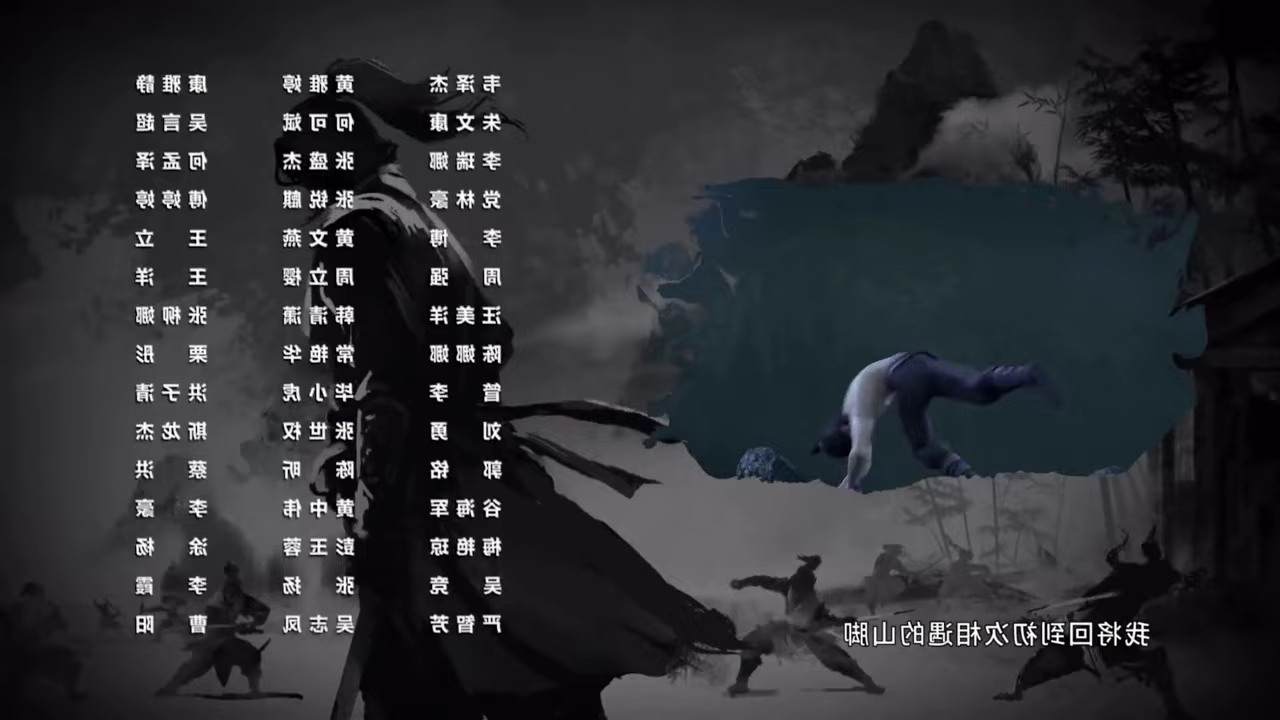 韦泽杰 黄雅婷 康雅静
朱文康 何可斌 吴言超
李瑞娜 张盛杰 何孟泽
党林豪 张锐麒 傅婷婷
李博 黄文燕 王立
周强 周立樱 王洋
汪美洋 韩清潇 张柳娜
陈娜娜 常艳华 栗彤
管李 毕小虎 洪子清
刘勇 张世权 斯龙杰
郭铭 陈昕 蔡洪
谷海军 黄中伟 李豪
梅艳琼 彭玉蓉 涂杨
吴竞 张扬 李霞
严智芳 吴志凤 曹阳
我将回到初次相遇的山脚